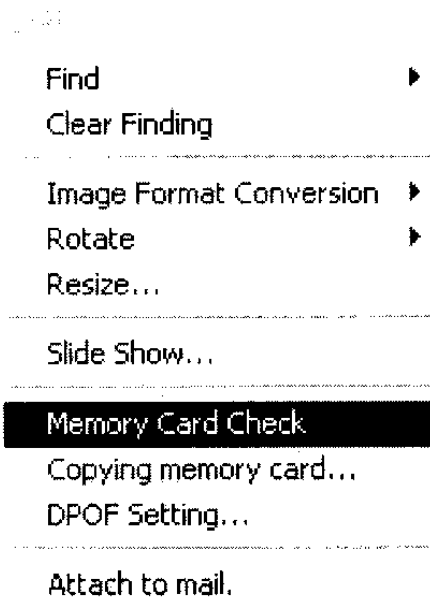 Find
Clear Finding
Image Format Conversion
Rotate
Resize...
Slide Show...
Memory Card Check
Copying memory card...
DPOF Setting...
Attach to mail.